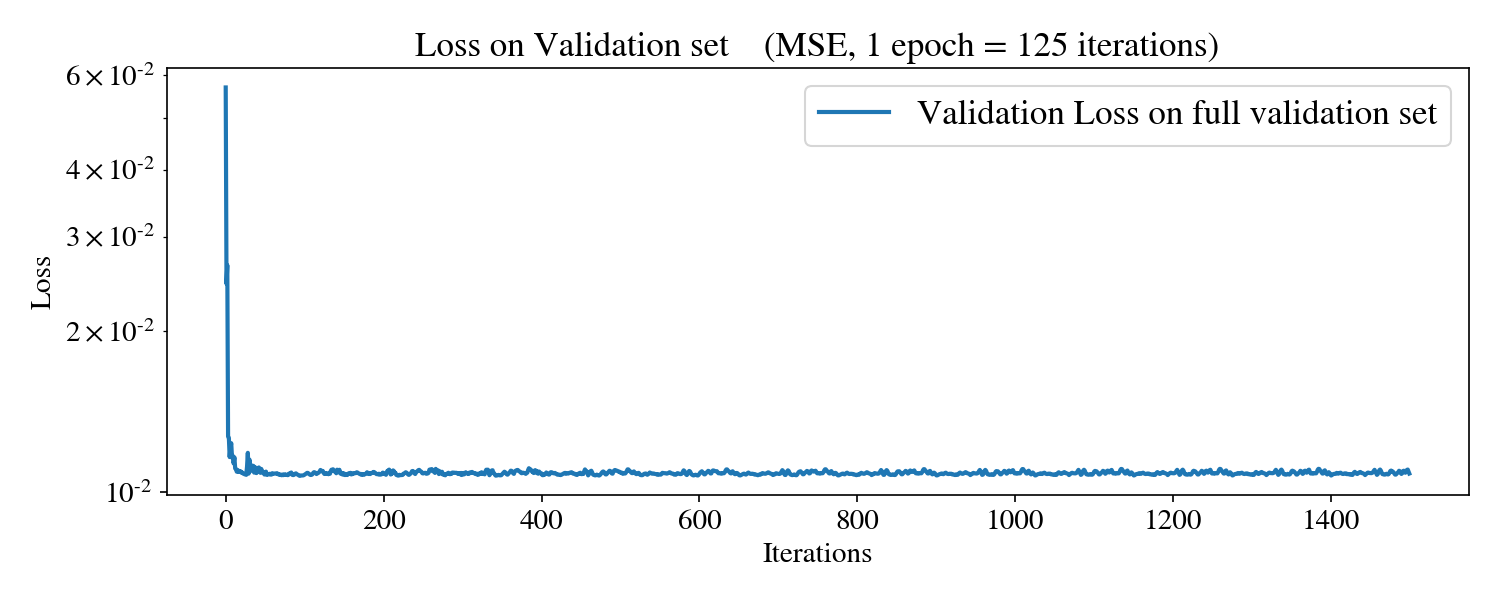 Loss on Validation set (MSE, 1 epoch = 125 iterations)
Validation Loss on full validation set
6×10⁻²
4×10⁻²
3×10⁻²
2×10⁻²
10⁻²
Loss
0 200 400 600 800 1000 1200 1400
Iterations